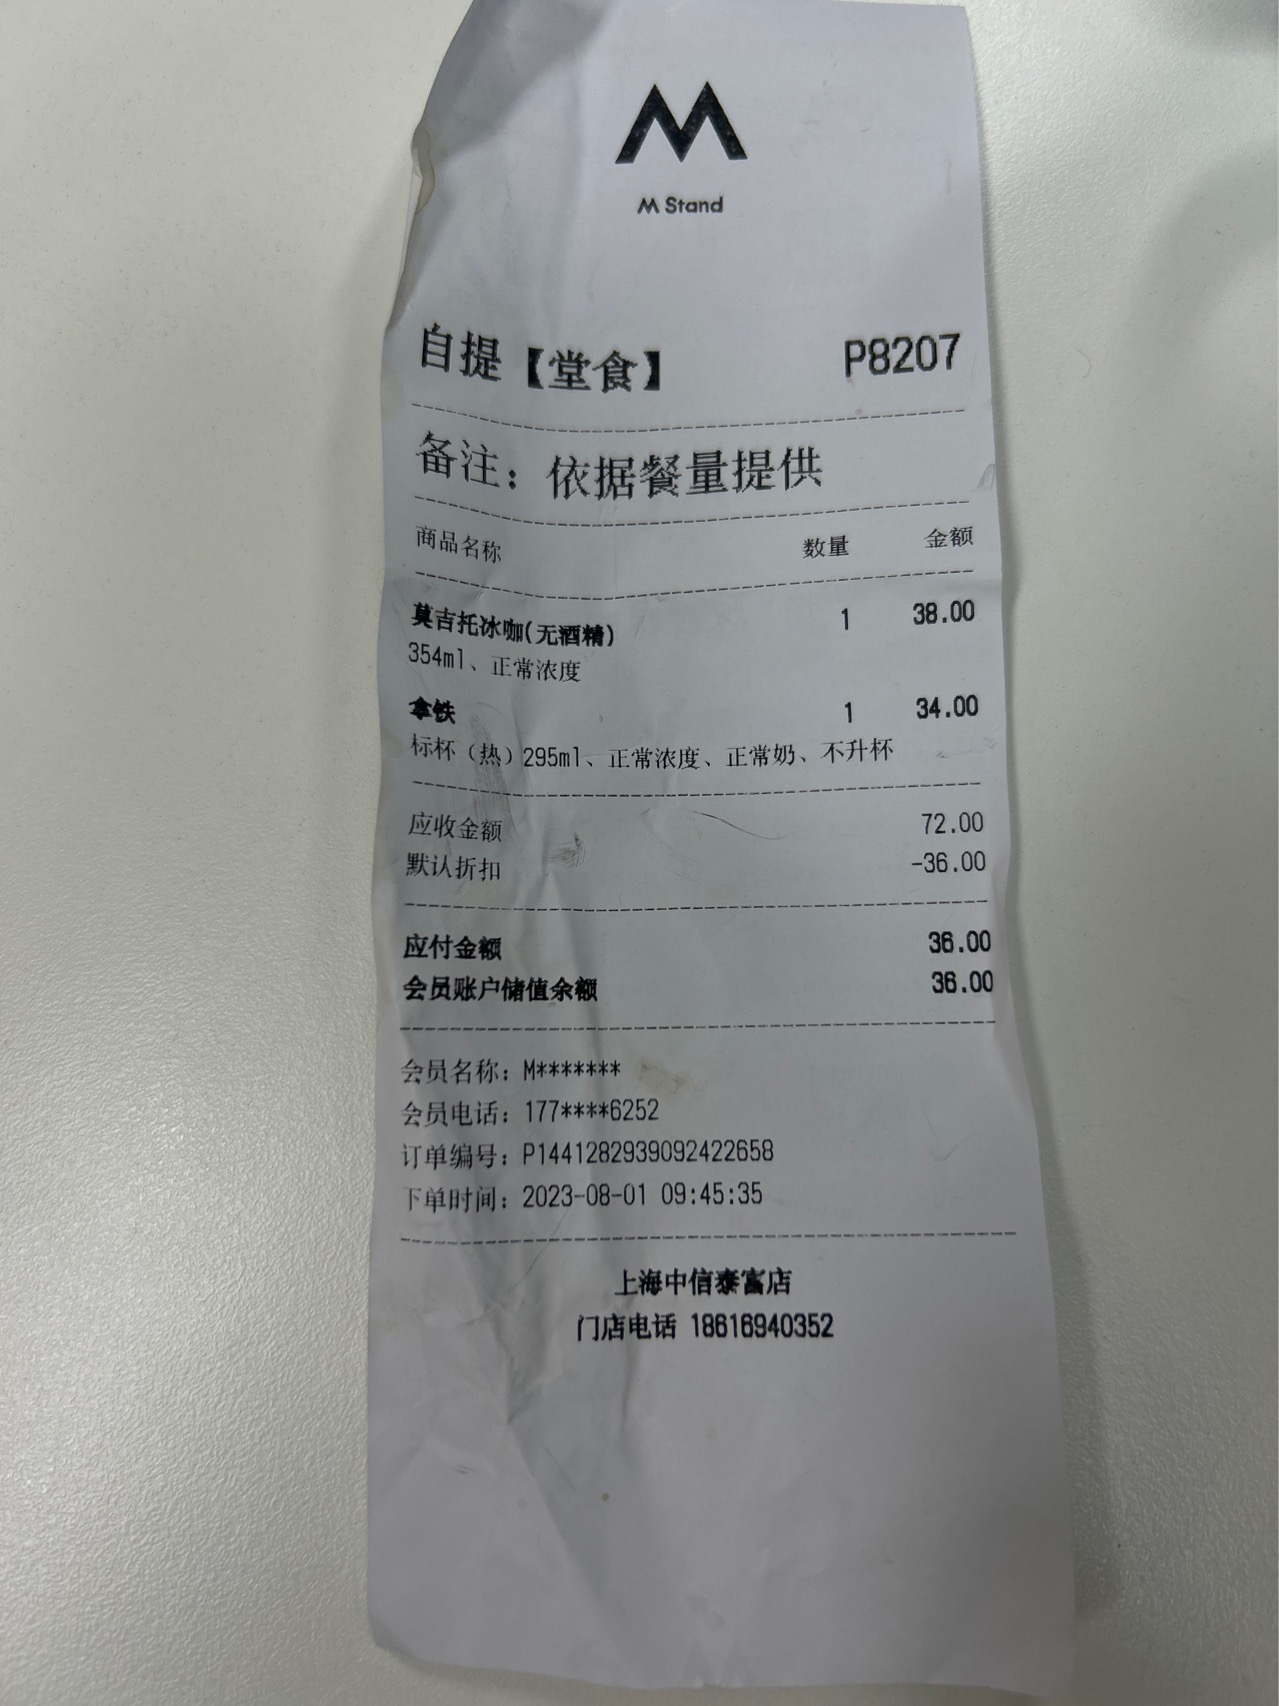 M Stand
自提【堂食】 P8207
备注：依据餐量提供
商品名称 数量 金额
莫吉托冰咖(无酒精) 1 38.00
354ml、正常浓度
拿铁 1 34.00
标杯（热）295ml、正常浓度、正常奶、不升杯
应收金额 72.00
默认折扣 -36.00
应付金额 36.00
会员账户储值余额 36.00
会员名称：M*******
会员电话：177****6252
订单编号：P1441282939092422658
下单时间：2023-08-01 09:45:35
上海中信泰富店
门店电话 18616940352